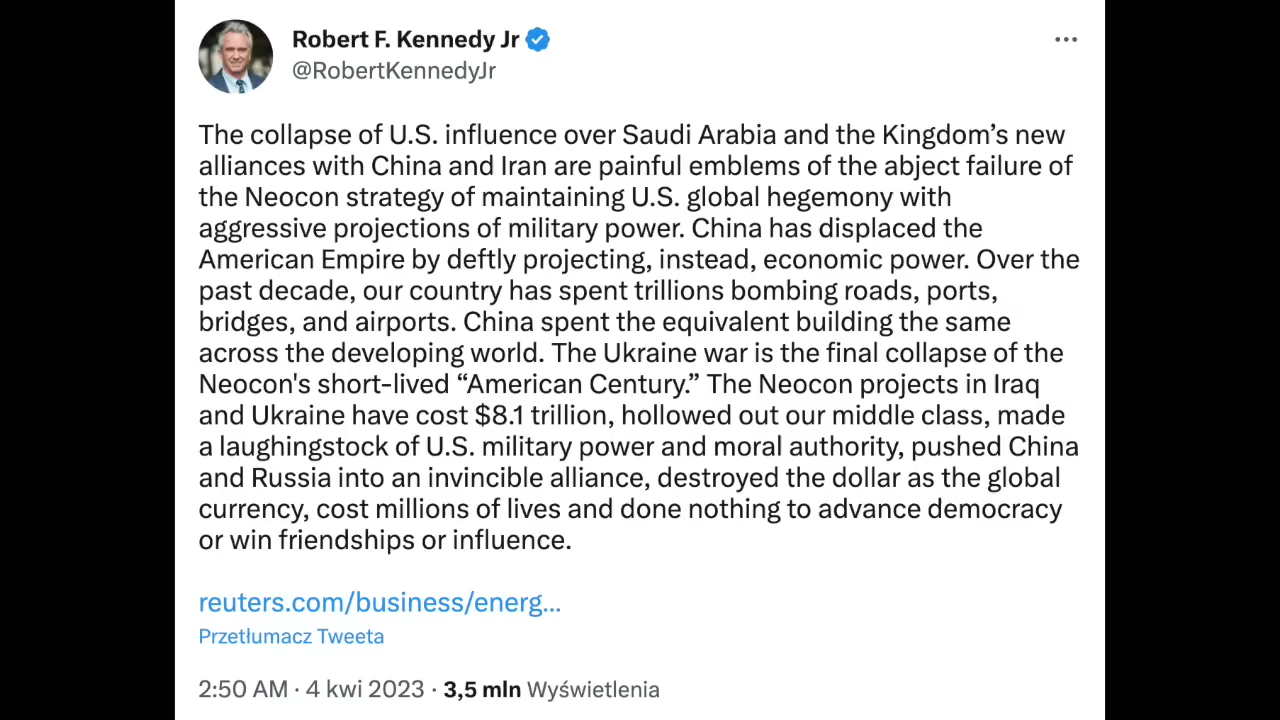 Robert F. Kennedy Jr
@RobertKennedyJr
The collapse of U.S. influence over Saudi Arabia and the Kingdom’s new
alliances with China and Iran are painful emblems of the abject failure of
the Neocon strategy of maintaining U.S. global hegemony with
aggressive projections of military power. China has displaced the
American Empire by deftly projecting, instead, economic power. Over the
past decade, our country has spent trillions bombing roads, ports,
bridges, and airports. China spent the equivalent building the same
across the developing world. The Ukraine war is the final collapse of the
Neocon's short-lived “American Century.” The Neocon projects in Iraq
and Ukraine have cost $8.1 trillion, hollowed out our middle class, made
a laughingstock of U.S. military power and moral authority, pushed China
and Russia into an invincible alliance, destroyed the dollar as the global
currency, cost millions of lives and done nothing to advance democracy
or win friendships or influence.
reuters.com/business/energ...
Przetłumacz Tweeta
2:50 AM · 4 kwi 2023 · 3,5 mln Wyświetlenia